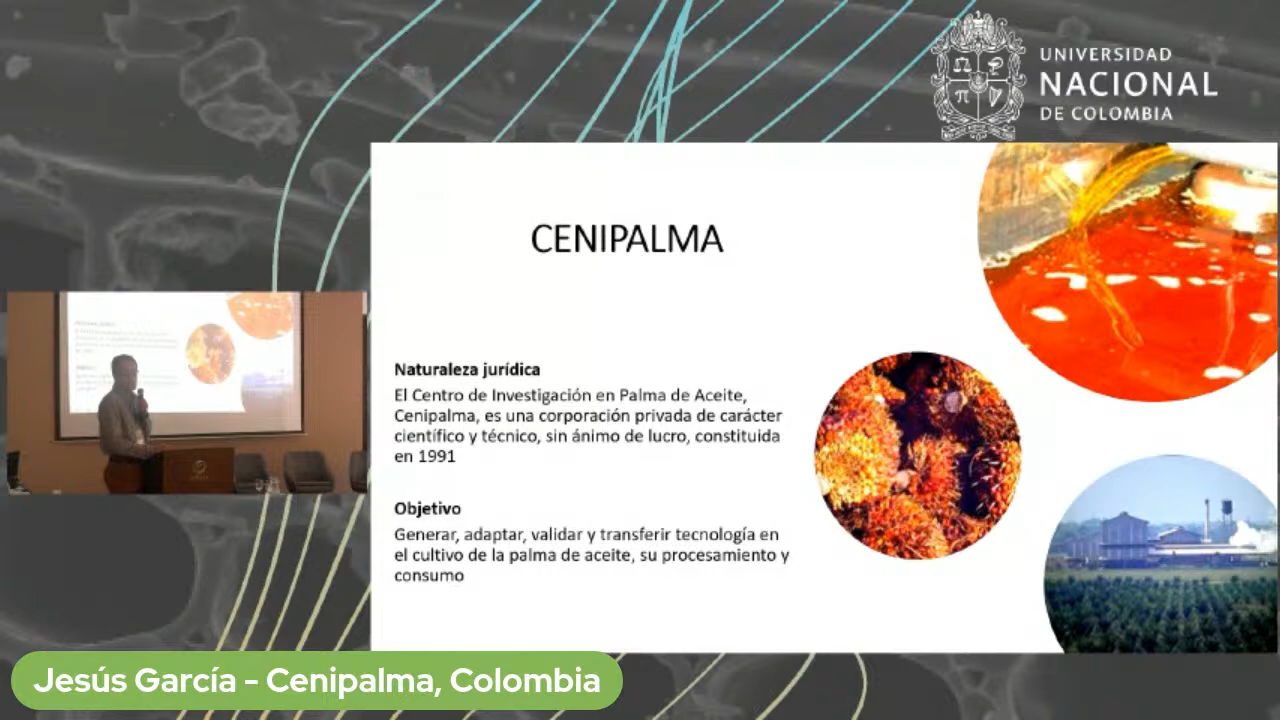 UNIVERSIDAD
NACIONAL
DE COLOMBIA
CENIPALMA
Naturaleza jurídica
El Centro de Investigación en Palma de Aceite,
Cenipalma, es una corporación privada de carácter
científico y técnico, sin ánimo de lucro, constituida
en 1991
Objetivo
Generar, adaptar, validar y transferir tecnología en
el cultivo de la palma de aceite, su procesamiento y
consumo
Jesús García - Cenipalma, Colombia